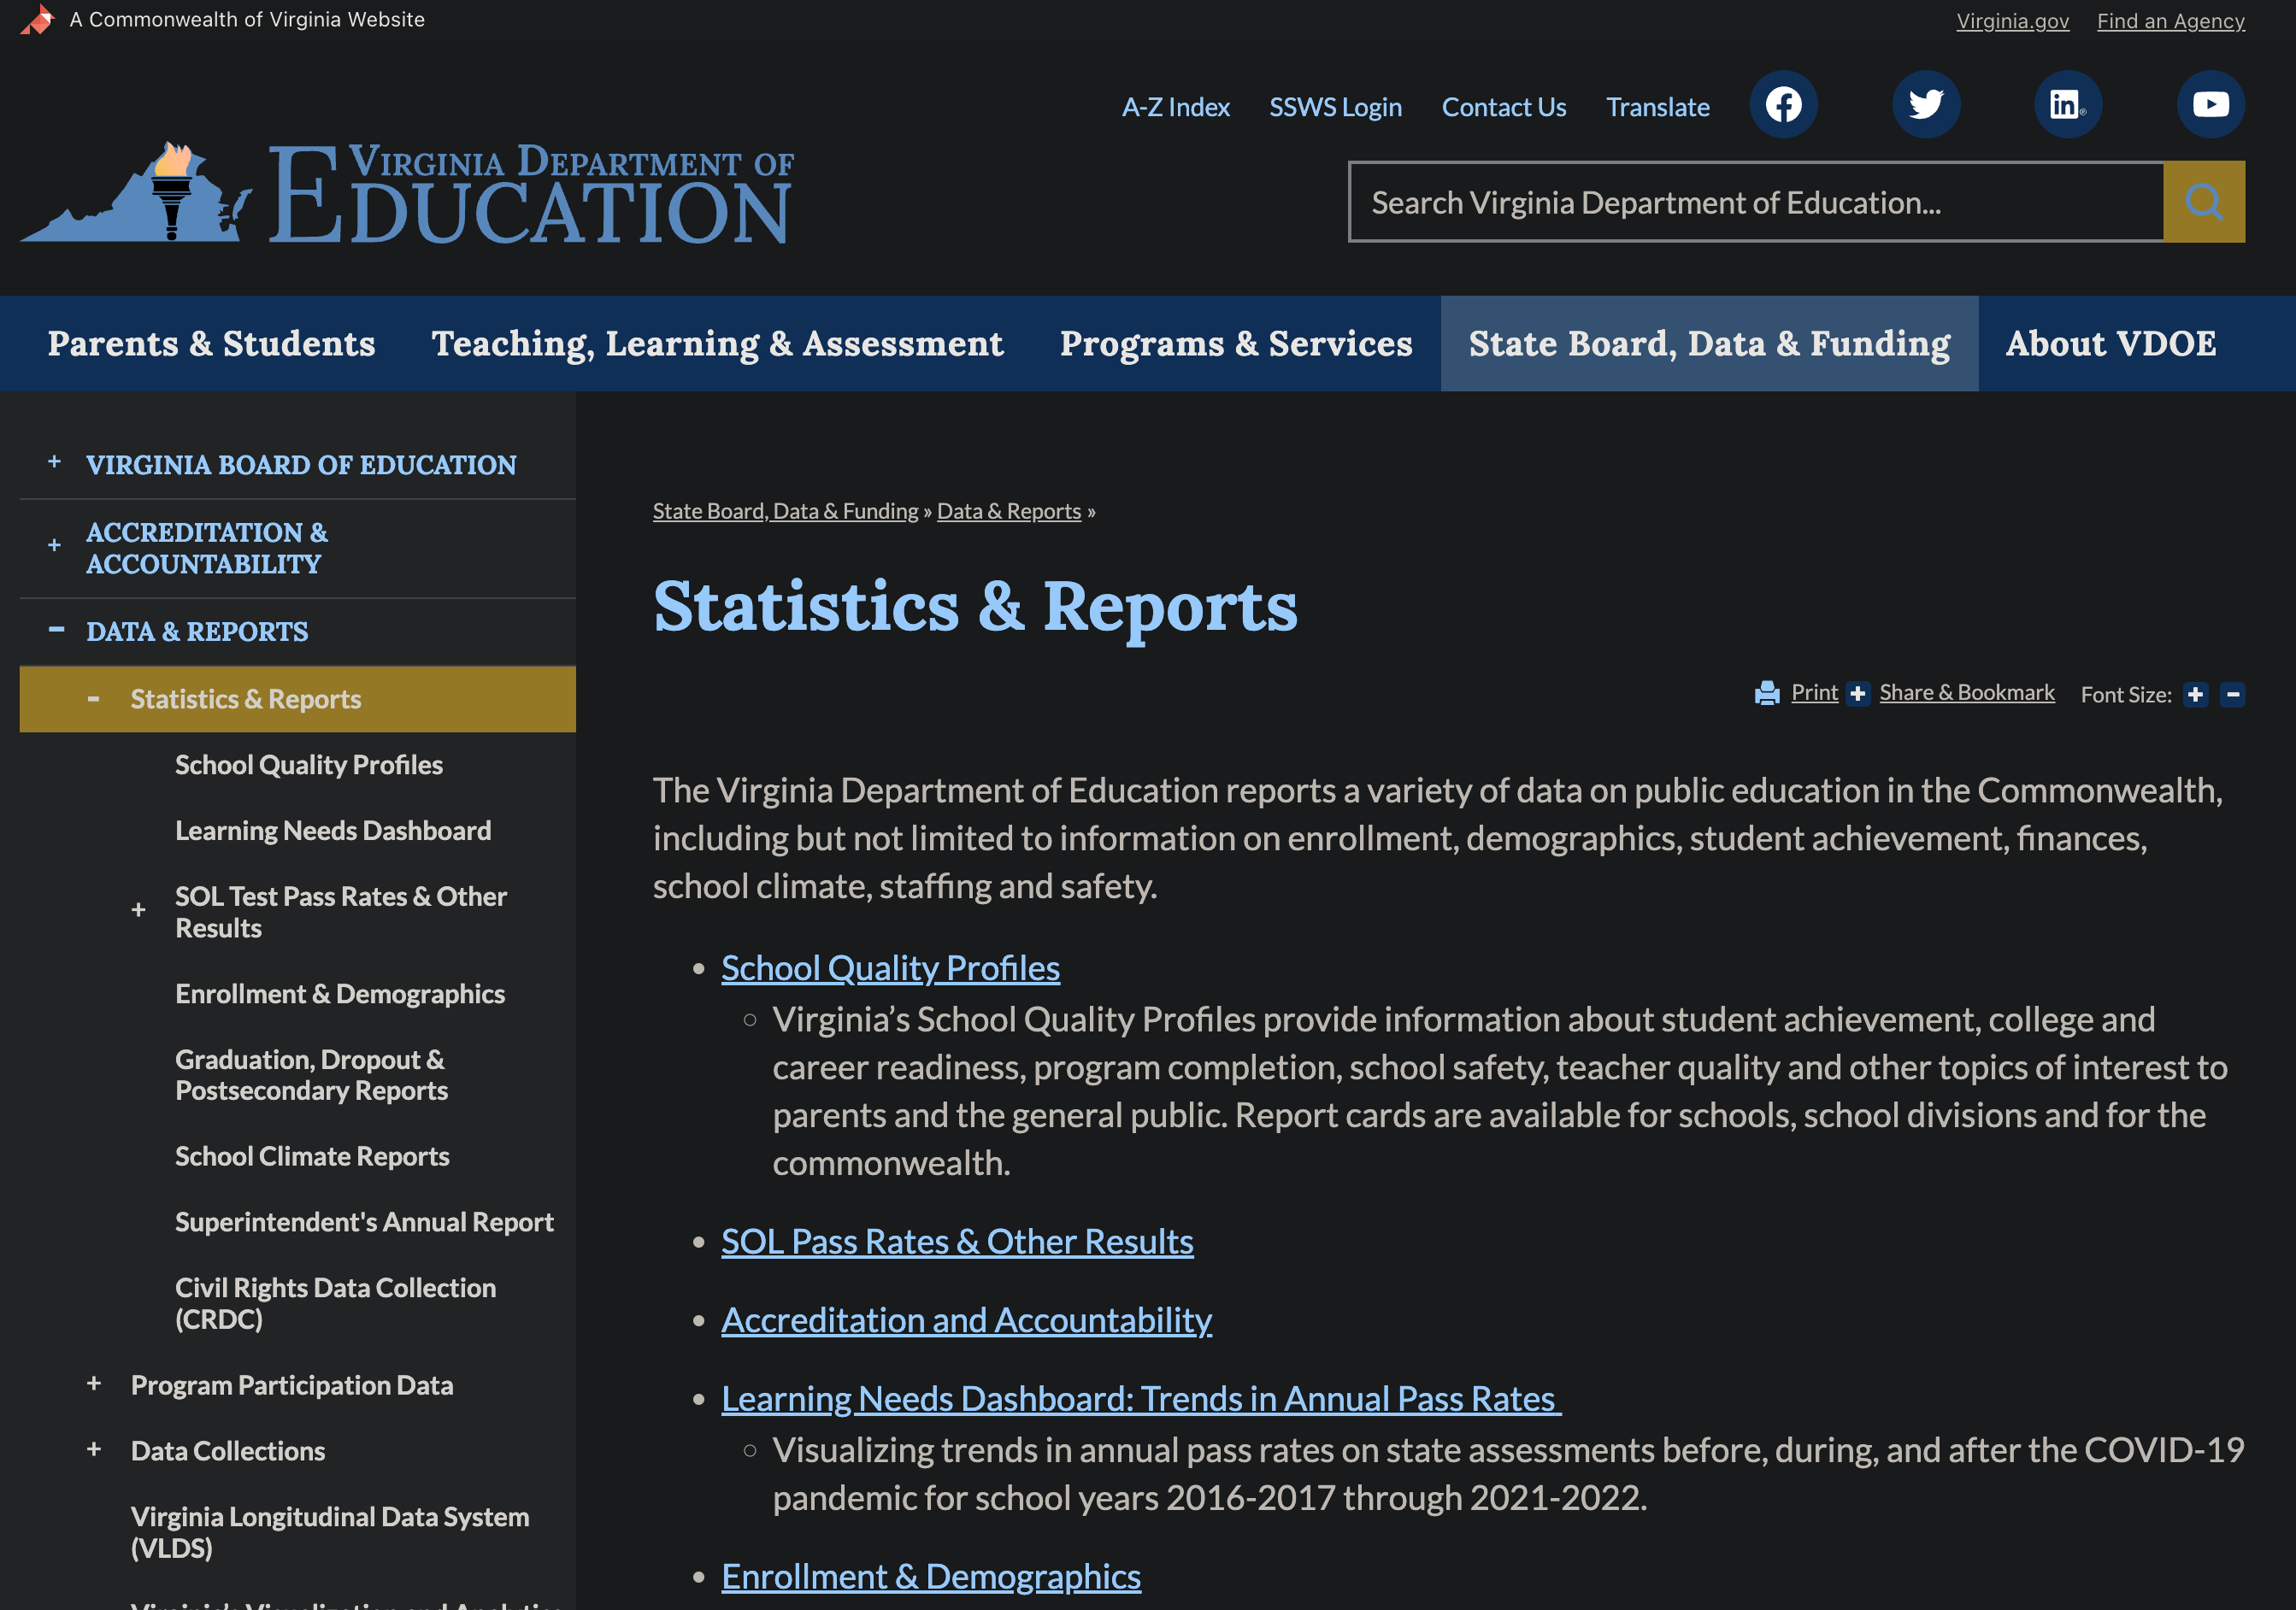 A Commonwealth of Virginia Website
Virginia.gov Find an Agency
A-Z Index SSWS Login Contact Us Translate
VIRGINIA DEPARTMENT OF
EDUCATION
Search Virginia Department of Education...
Parents & Students Teaching, Learning & Assessment Programs & Services State Board, Data & Funding About VDOE
+ VIRGINIA BOARD OF EDUCATION
+ ACCREDITATION &
ACCOUNTABILITY
- DATA & REPORTS
- Statistics & Reports
School Quality Profiles
Learning Needs Dashboard
+ SOL Test Pass Rates & Other
Results
Enrollment & Demographics
Graduation, Dropout &
Postsecondary Reports
School Climate Reports
Superintendent's Annual Report
Civil Rights Data Collection
(CRDC)
+ Program Participation Data
+ Data Collections
Virginia Longitudinal Data System
(VLDS)
Virginia's Visualization and Analytics
State Board, Data & Funding » Data & Reports »
Statistics & Reports
Print + Share & Bookmark Font Size: + -
The Virginia Department of Education reports a variety of data on public education in the Commonwealth,
including but not limited to information on enrollment, demographics, student achievement, finances,
school climate, staffing and safety.
• School Quality Profiles
○ Virginia’s School Quality Profiles provide information about student achievement, college and
career readiness, program completion, school safety, teacher quality and other topics of interest to
parents and the general public. Report cards are available for schools, school divisions and for the
commonwealth.
• SOL Pass Rates & Other Results
• Accreditation and Accountability
• Learning Needs Dashboard: Trends in Annual Pass Rates
○ Visualizing trends in annual pass rates on state assessments before, during, and after the COVID-19
pandemic for school years 2016-2017 through 2021-2022.
• Enrollment & Demographics